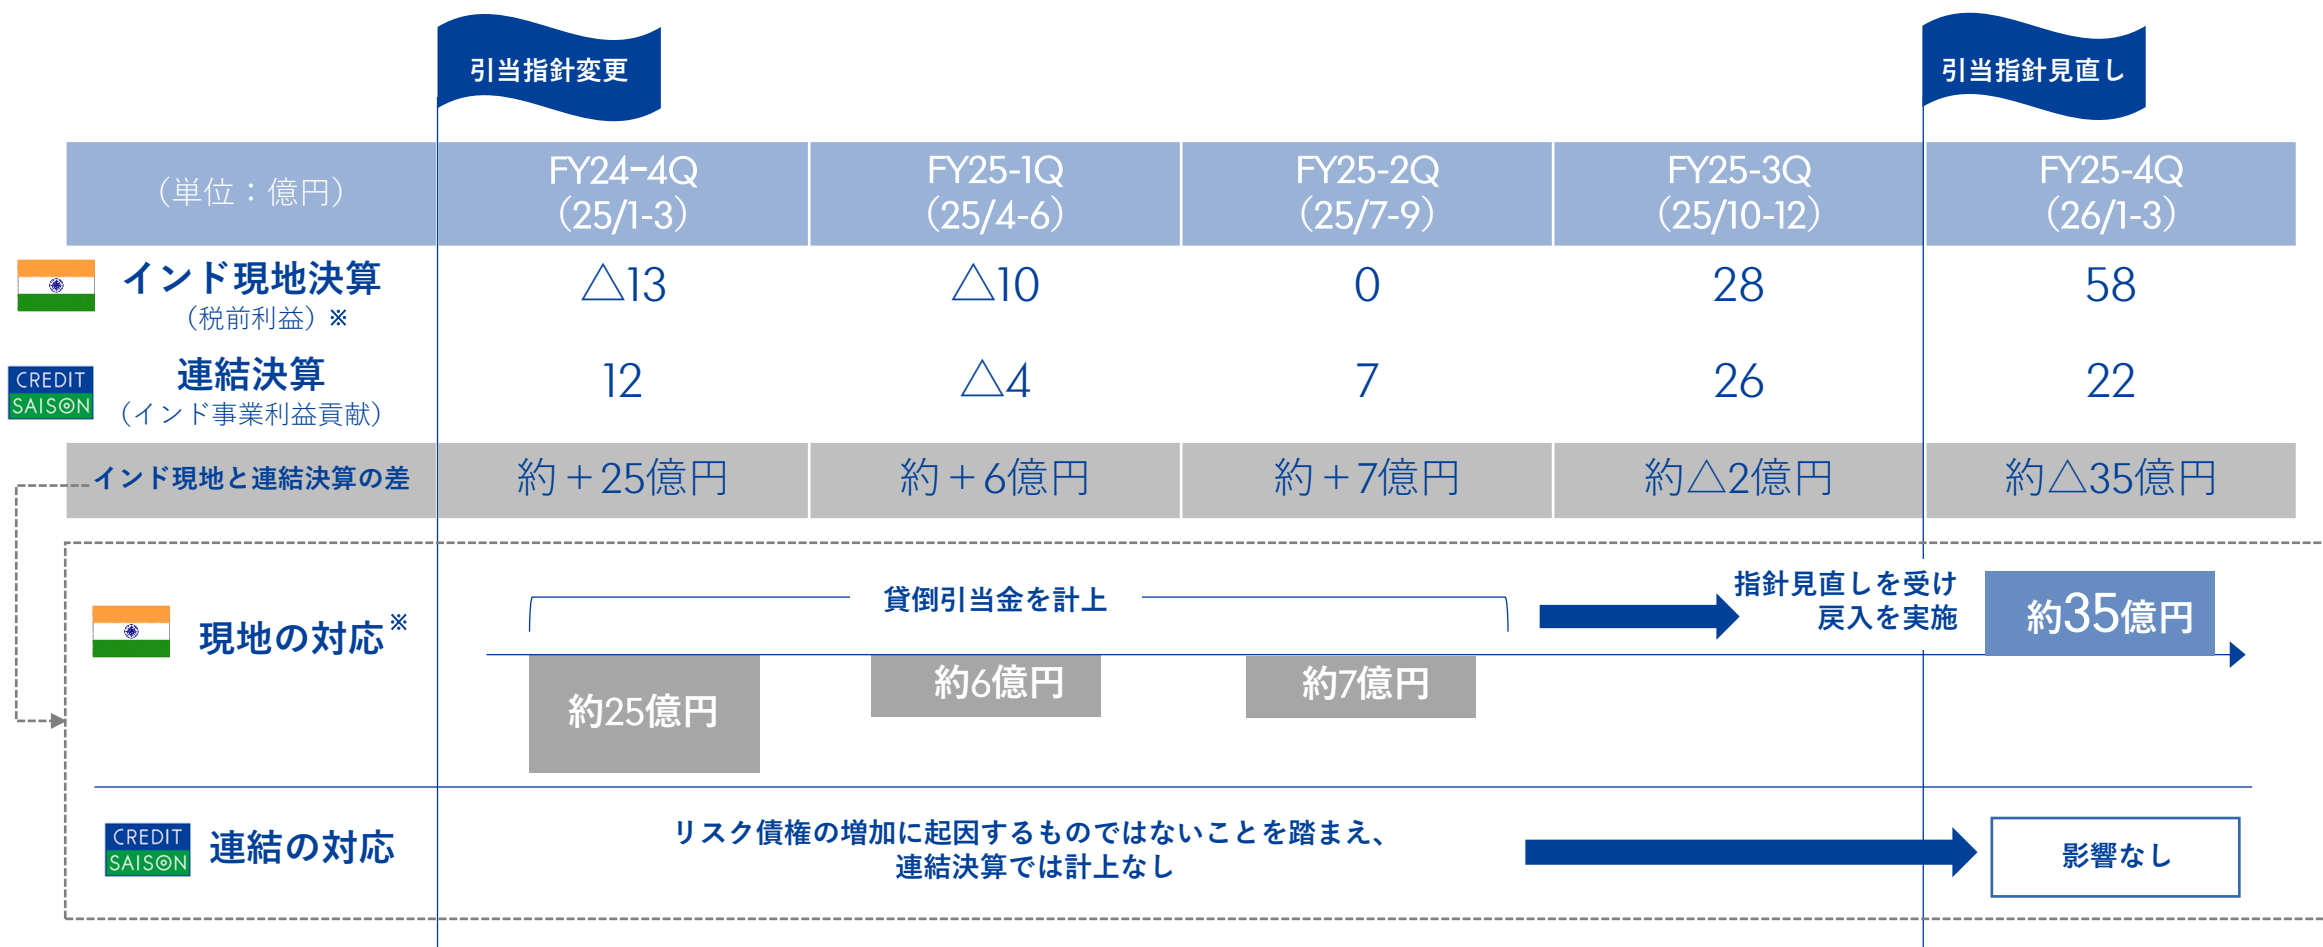 引当指針変更
引当指針見直し
（単位：億円）
FY24-4Q
（25/1-3）
FY25-1Q
（25/4-6）
FY25-2Q
（25/7-9）
FY25-3Q
（25/10-12）
FY25-4Q
（26/1-3）
インド現地決算
（税前利益）※
△13
△10
0
28
58
CREDIT
SAISON
連結決算
（インド事業利益貢献）
12
△4
7
26
22
インド現地と連結決算の差
約＋25億円
約＋6億円
約＋7億円
約△2億円
約△35億円
現地の対応※
貸倒引当金を計上
約25億円
約6億円
約7億円
指針見直しを受け
戻入を実施
約35億円
CREDIT
SAISON
連結の対応
リスク債権の増加に起因するものではないことを踏まえ、
連結決算では計上なし
影響なし